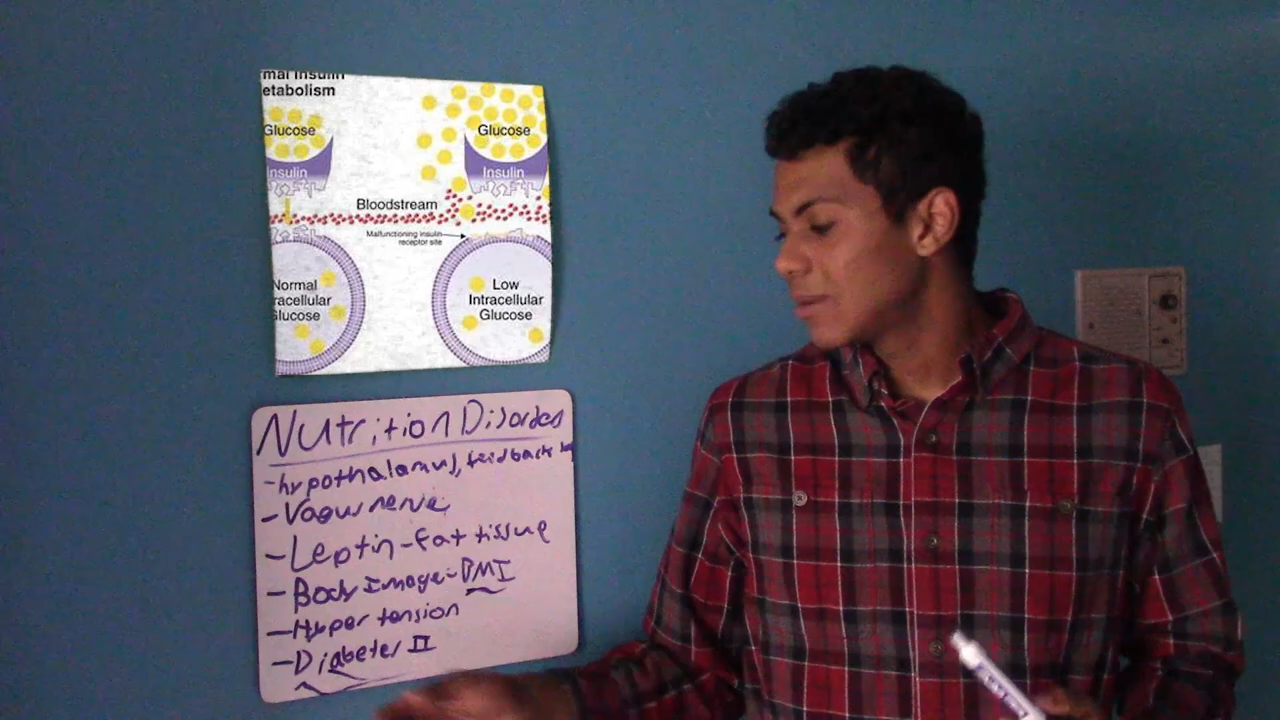 mal Insulin
etabolism
Glucose
Glucose
Insulin
Insulin
Bloodstream
Malfunctioning insulin
receptor site
Normal
racellular
Glucose
Low
Intracellular
Glucose
Nutrition Disorders
-hypothalamus, feedback
-Vagus nerve
-Leptin-fat tissue
-Body Image-BMI
-Hyper tension
-Diabetes II